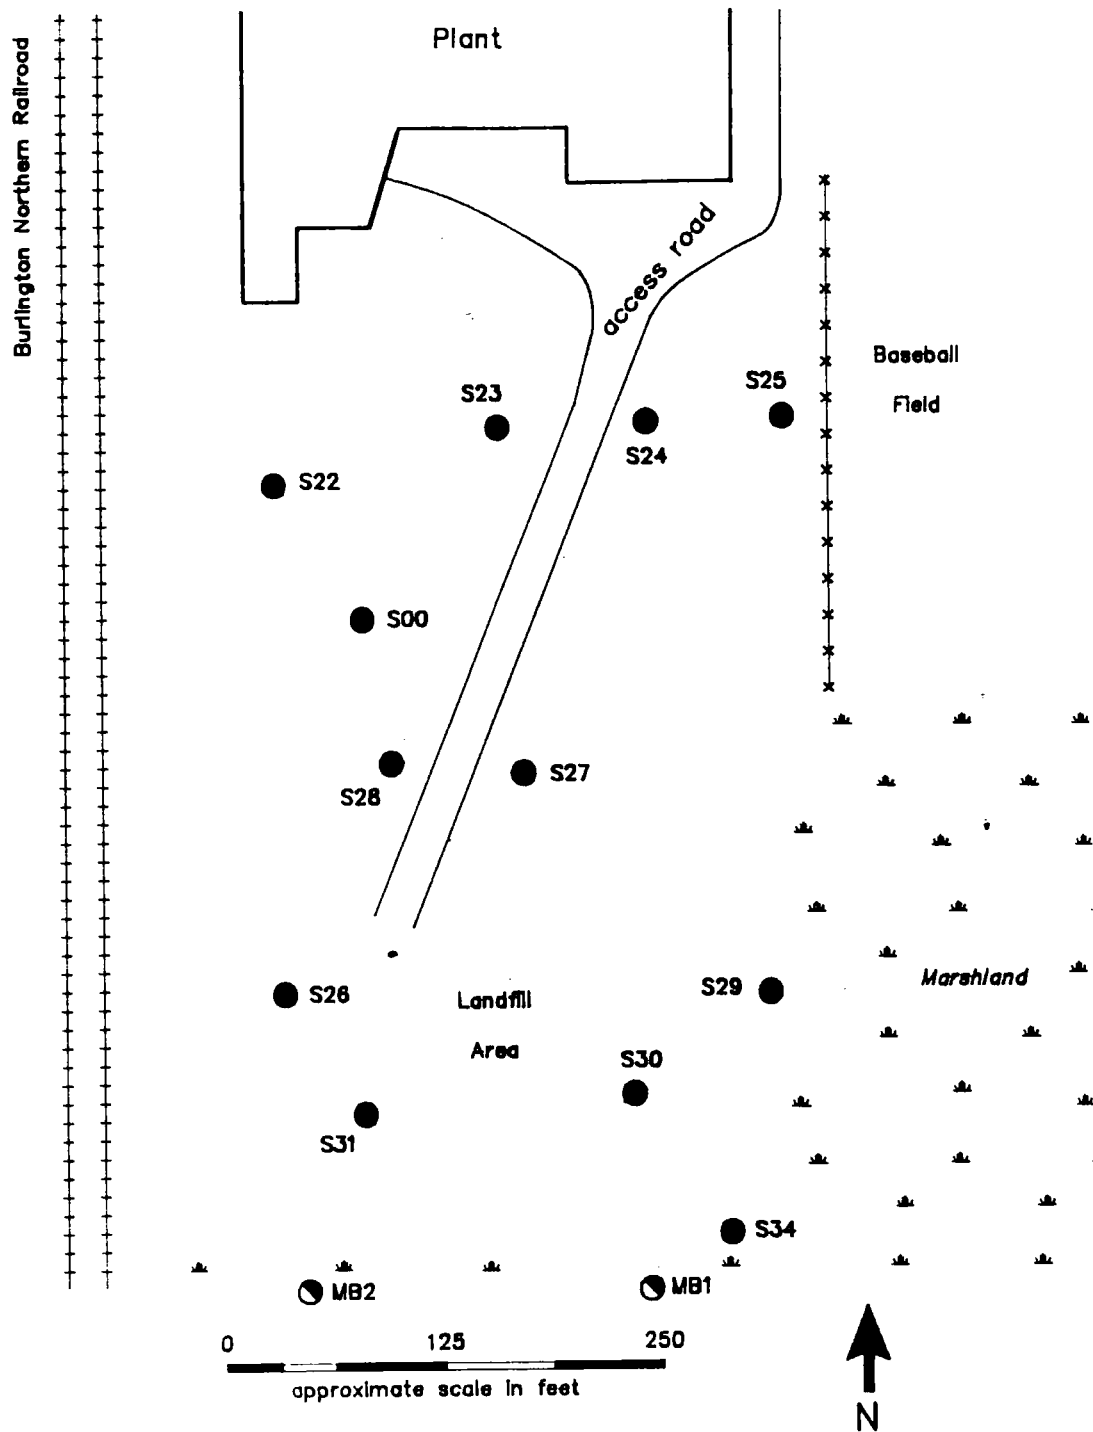 Plant
Burlington Northern Railroad
access road
Baseball
Field
S25
S23
S24
S22
S00
S28
S27
S26
Landfill
Area
S29
Marshland
S30
S31
S34
MB2
MB1
0 125 250
approximate scale in feet
N